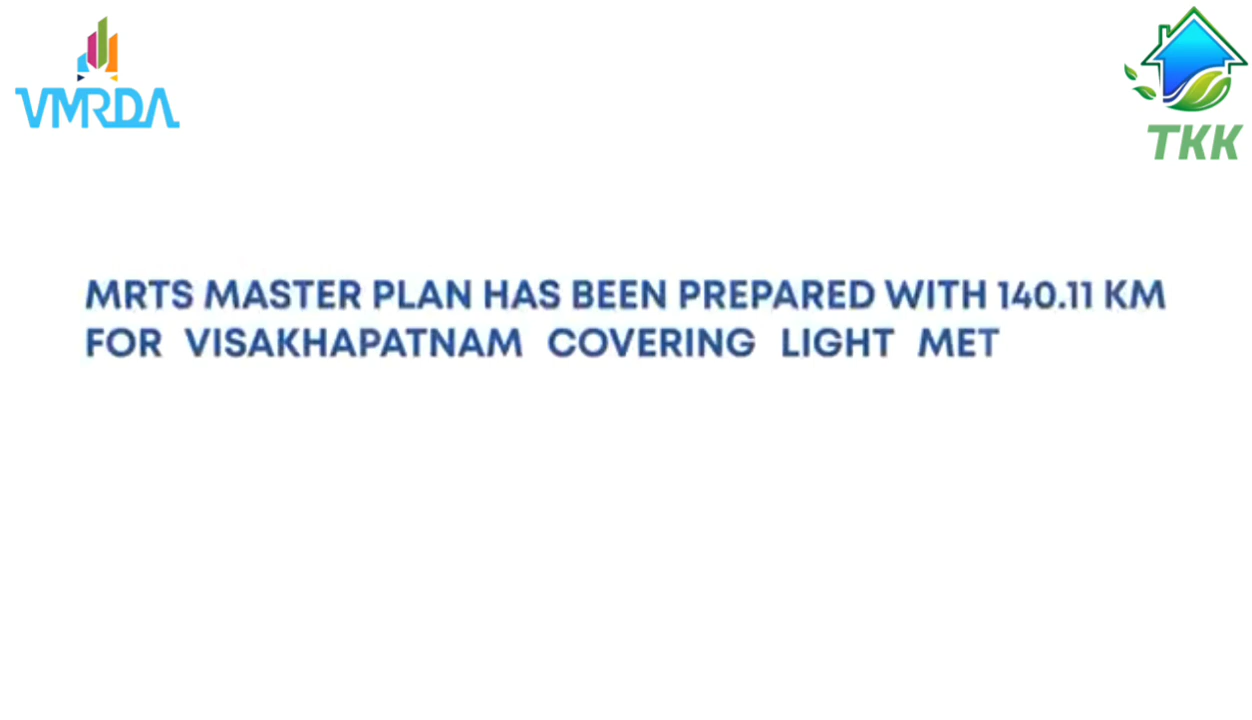 VMRDA
TKK
MRTS MASTER PLAN HAS BEEN PREPARED WITH 140.11 KM
FOR VISAKHAPATNAM COVERING LIGHT MET